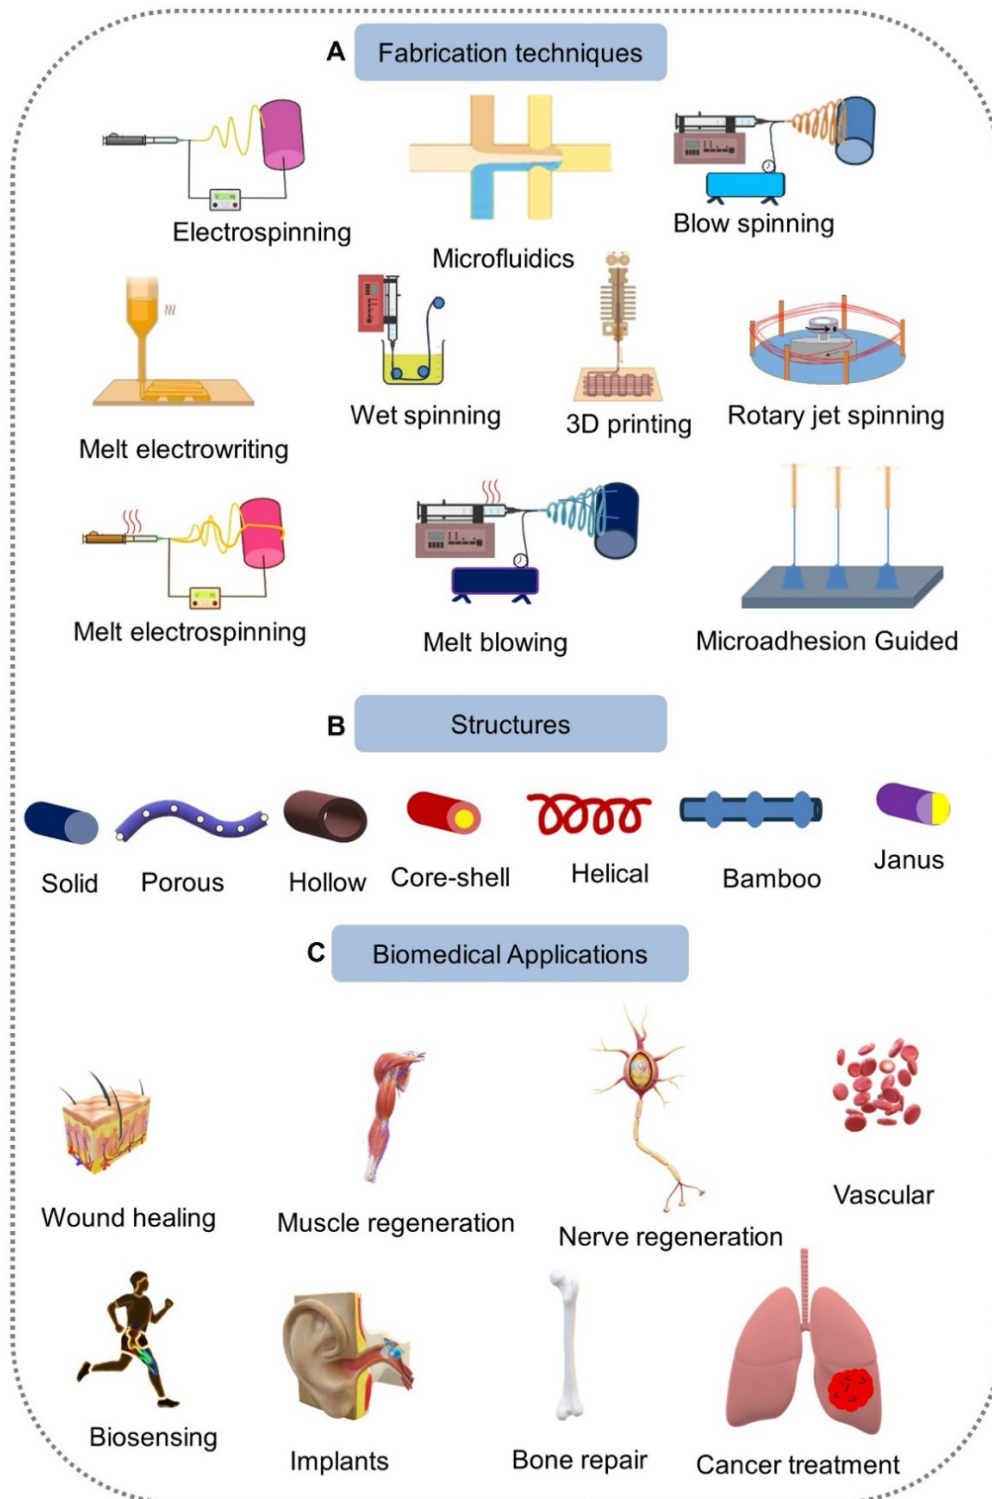 A Fabrication techniques
Electrospinning
Microfluidics
Blow spinning
Melt electrowriting
Wet spinning
3D printing
Rotary jet spinning
Melt electrospinning
Melt blowing
Microadhesion Guided
B Structures
Solid
Porous
Hollow
Core-shell
Helical
Bamboo
Janus
C Biomedical Applications
Wound healing
Muscle regeneration
Nerve regeneration
Vascular
Biosensing
Implants
Bone repair
Cancer treatment